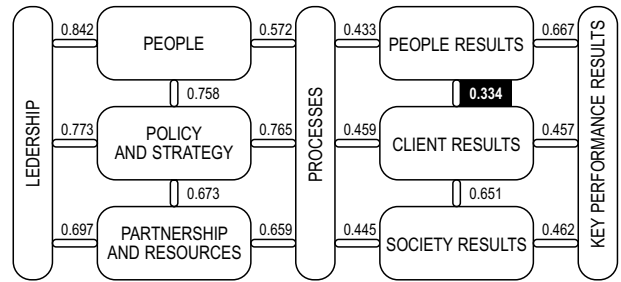 LEDERSHIP
0.842
PEOPLE
0.572
0.758
0.773
POLICY
AND STRATEGY
0.765
0.673
0.697
PARTNERSHIP
AND RESOURCES
0.659
PROCESSES
0.433
PEOPLE RESULTS
0.667
0.334
0.459
CLIENT RESULTS
0.457
0.651
0.445
SOCIETY RESULTS
0.462
KEY PERFORMANCE RESULTS